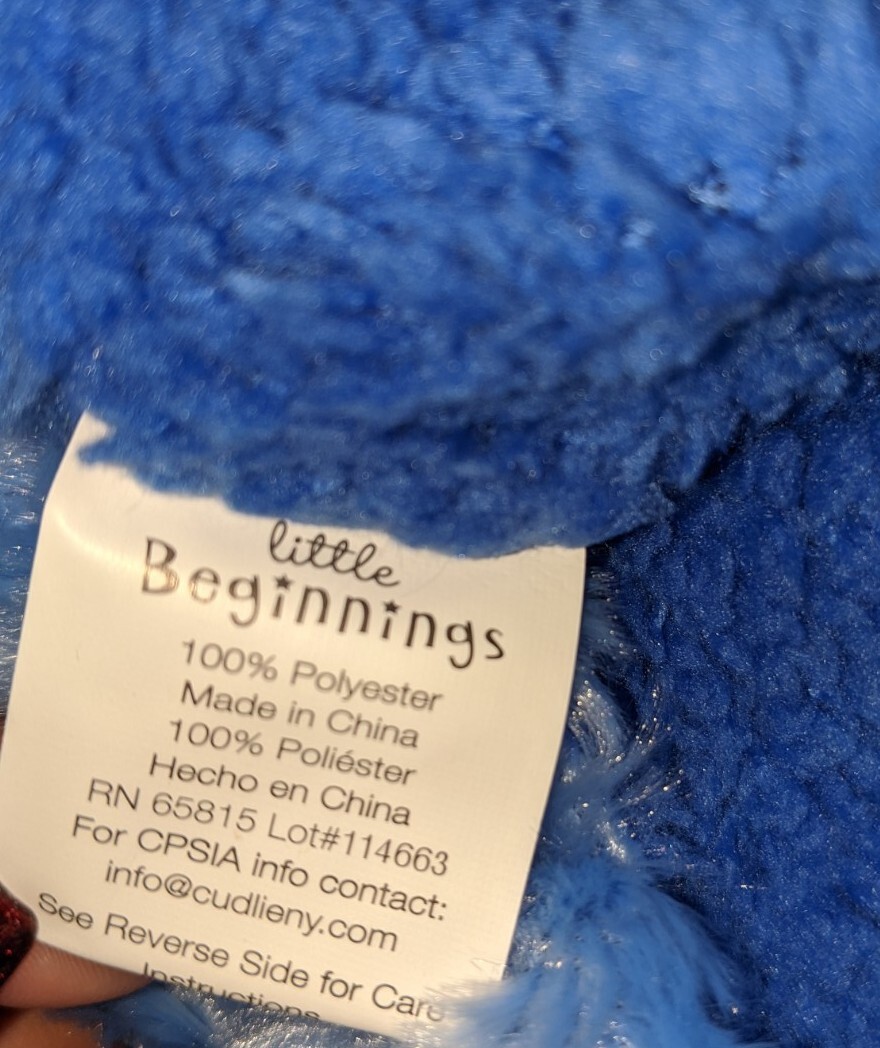 little
Beginnings
100% Polyester
Made in China
100% Poliéster
Hecho en China
RN 65815 Lot#114663
For CPSIA info contact:
info@cudlieny.com
See Reverse Side for Care
Instructions